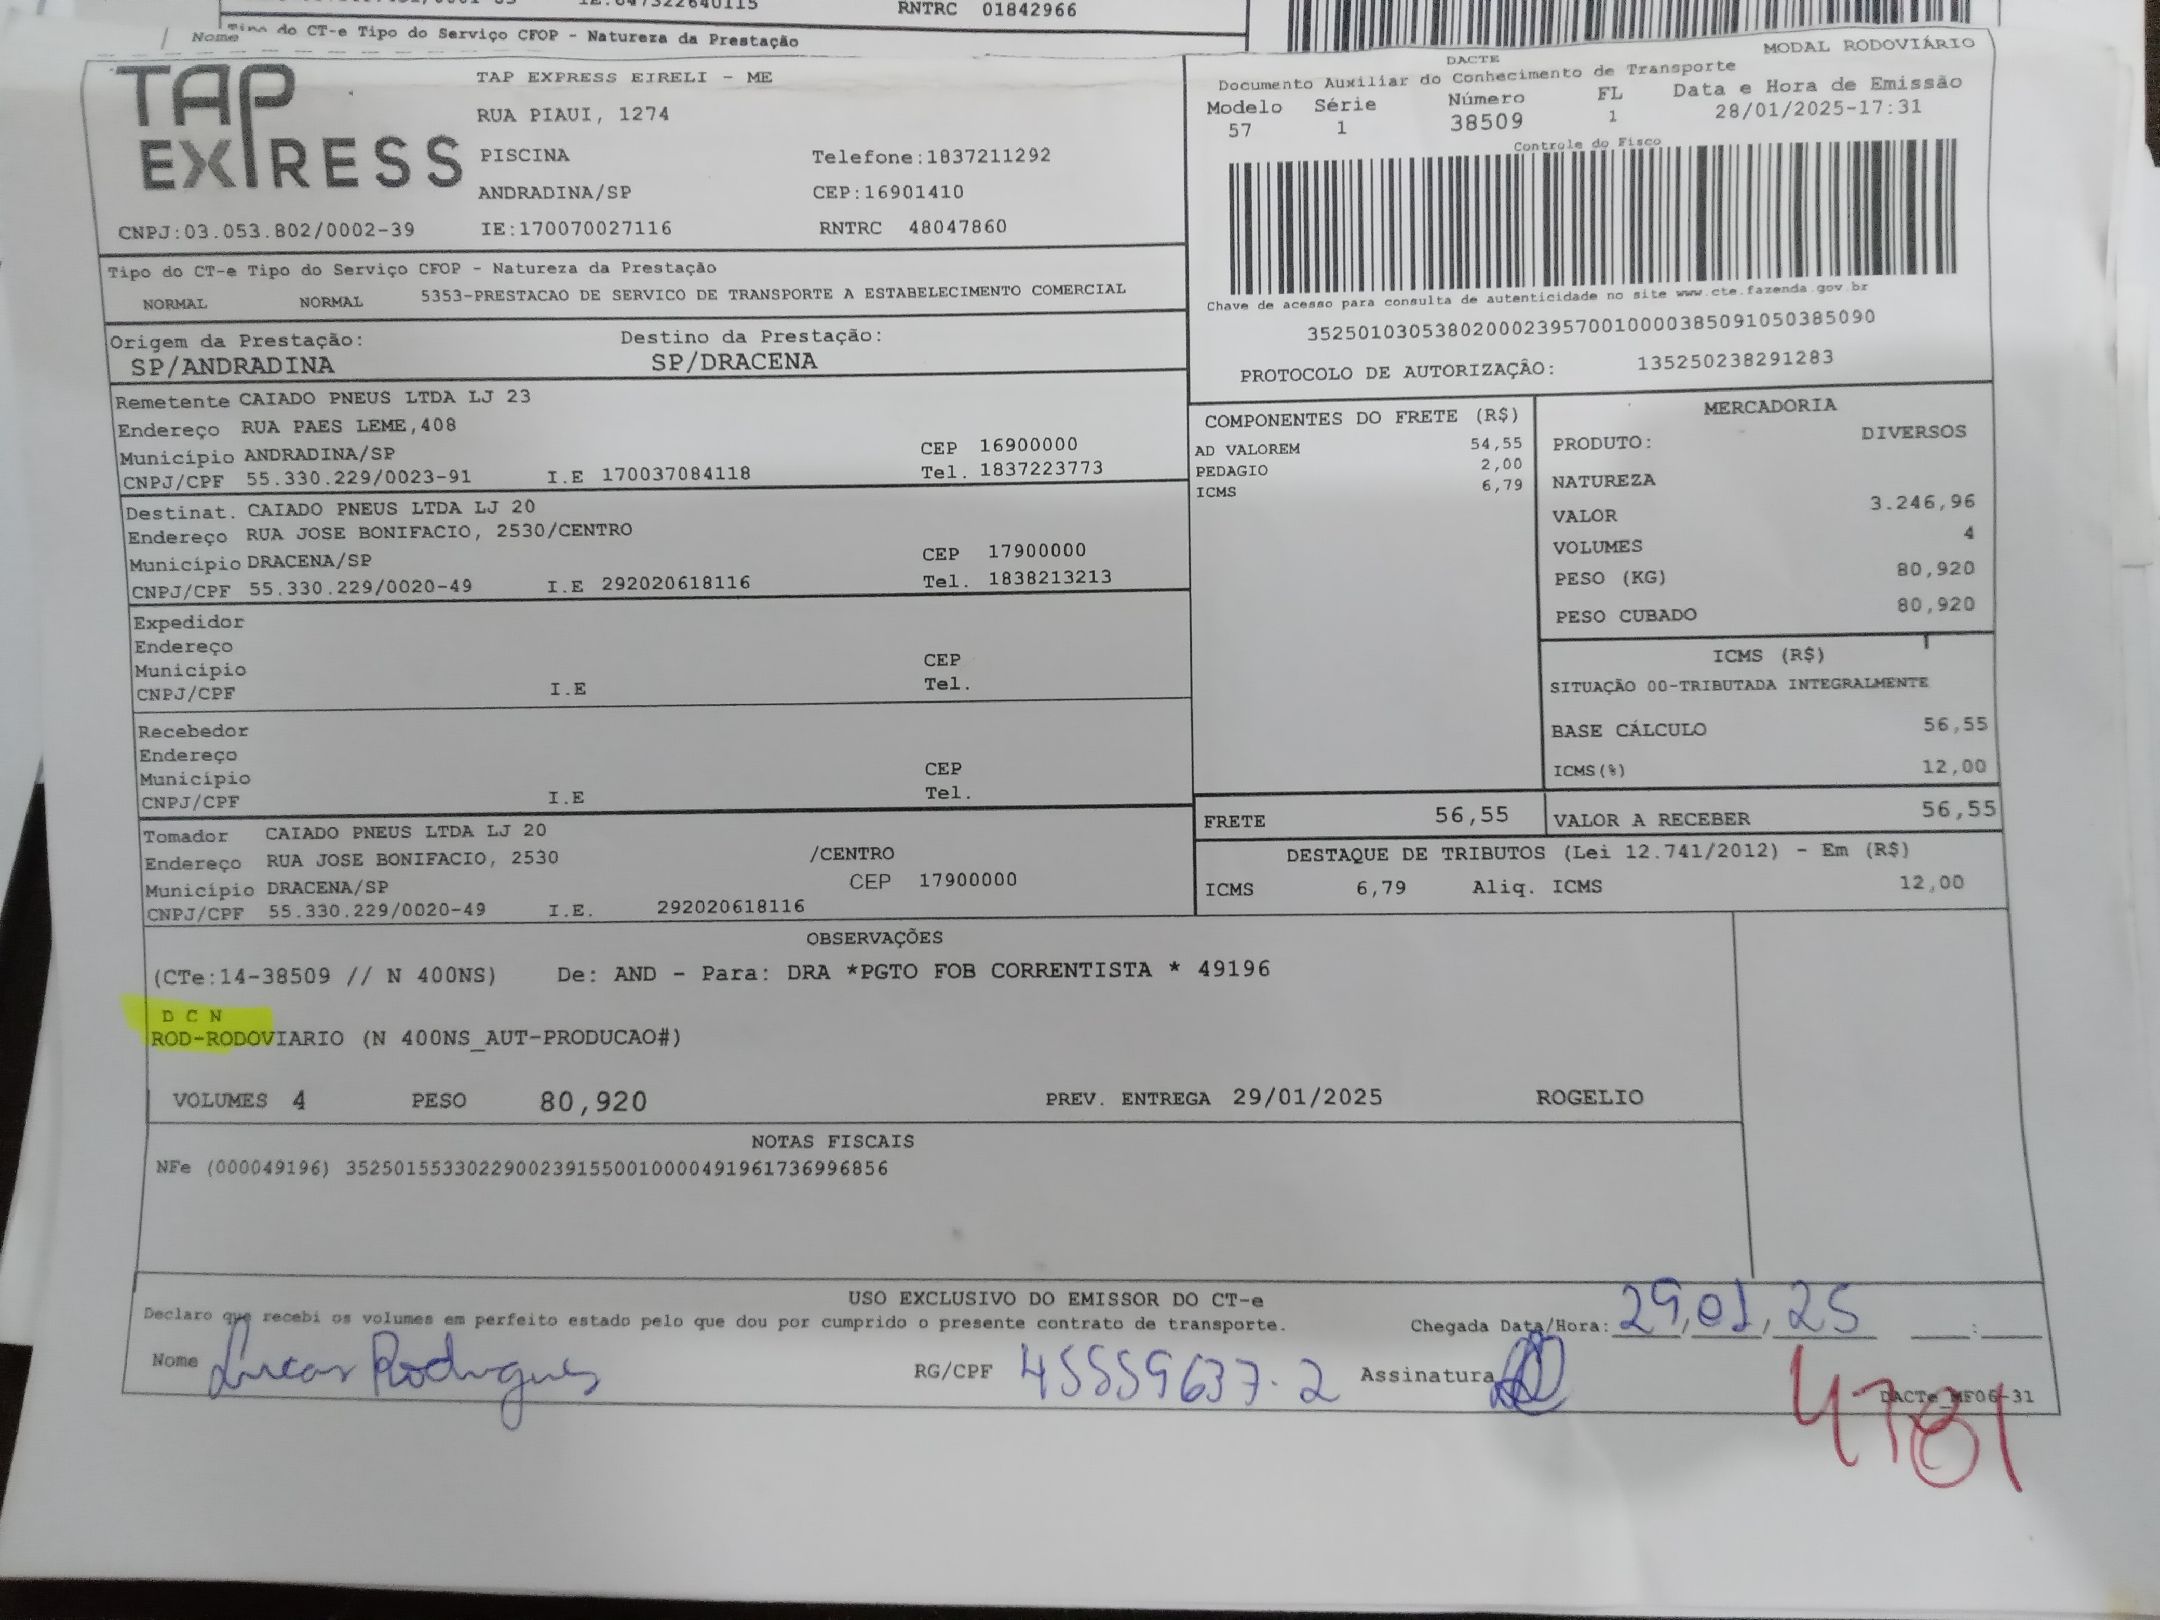 RNTRC 01842966
Nome
do CT-e Tipo do Serviço CFOP - Natureza da Prestação
TAP EXPRESS
TAP EXPRESS EIRELI - ME
RUA PIAUI, 1274
PISCINA Telefone:1837211292
ANDRADINA/SP CEP:16901410
CNPJ:03.053.802/0002-39 IE:170070027116 RNTRC 48047860
MODAL RODOVIÁRIO
DACTE
Documento Auxiliar do Conhecimento de Transporte
Modelo Série Número FL Data e Hora de Emissão
57 1 38509 1 28/01/2025-17:31
Controle do Fisco
Chave de acesso para consulta de autenticidade no site www.cte.fazenda.gov.br
35250103053802000239570010000385091050385090
PROTOCOLO DE AUTORIZAÇÂO: 135250238291283
Tipo do CT-e Tipo do Serviço CFOP - Natureza da Prestação
NORMAL NORMAL 5353-PRESTACAO DE SERVICO DE TRANSPORTE A ESTABELECIMENTO COMERCIAL
Origem da Prestação: Destino da Prestação:
SP/ANDRADINA SP/DRACENA
Remetente CAIADO PNEUS LTDA LJ 23
Endereço RUA PAES LEME,408
Município ANDRADINA/SP CEP 16900000
CNPJ/CPF 55.330.229/0023-91 I.E 170037084118 Tel. 1837223773
Destinat. CAIADO PNEUS LTDA LJ 20
Endereço RUA JOSE BONIFACIO, 2530/CENTRO
Município DRACENA/SP CEP 17900000
CNPJ/CPF 55.330.229/0020-49 I.E 292020618116 Tel. 1838213213
Expedidor
Endereço
Município CEP
CNPJ/CPF I.E Tel.
Recebedor
Endereço
Município CEP
CNPJ/CPF I.E Tel.
Tomador CAIADO PNEUS LTDA LJ 20
Endereço RUA JOSE BONIFACIO, 2530 /CENTRO
Município DRACENA/SP CEP 17900000
CNPJ/CPF 55.330.229/0020-49 I.E. 292020618116
COMPONENTES DO FRETE (R$)
AD VALOREM 54,55
PEDAGIO 2,00
ICMS 6,79
MERCADORIA
PRODUTO: DIVERSOS
NATUREZA
VALOR 3.246,96
VOLUMES 4
PESO (KG) 80,920
PESO CUBADO 80,920
ICMS (R$)
SITUAÇÃO 00-TRIBUTADA INTEGRALMENTE
BASE CÁLCULO 56,55
ICMS(%) 12,00
FRETE 56,55 VALOR A RECEBER 56,55
DESTAQUE DE TRIBUTOS (Lei 12.741/2012) - Em (R$)
ICMS 6,79 Aliq. ICMS 12,00
OBSERVAÇÕES
(CTe:14-38509 // N 400NS) De: AND - Para: DRA *PGTO FOB CORRENTISTA * 49196
D C N
ROD-RODOVIARIO (N 400NS_AUT-PRODUCAO#)
VOLUMES 4 PESO 80,920 PREV. ENTREGA 29/01/2025 ROGELIO
NOTAS FISCAIS
NFe (000049196) 35250155330229002391550010000491961736996856
USO EXCLUSIVO DO EMISSOR DO CT-e
Declaro que recebi os volumes em perfeito estado pelo que dou por cumprido o presente contrato de transporte. Chegada Data/Hora: 29,01,25 :
Nome Lucas Rodrigues RG/CPF 45559637-2 Assinatura
DACTe_MF06-31
4781